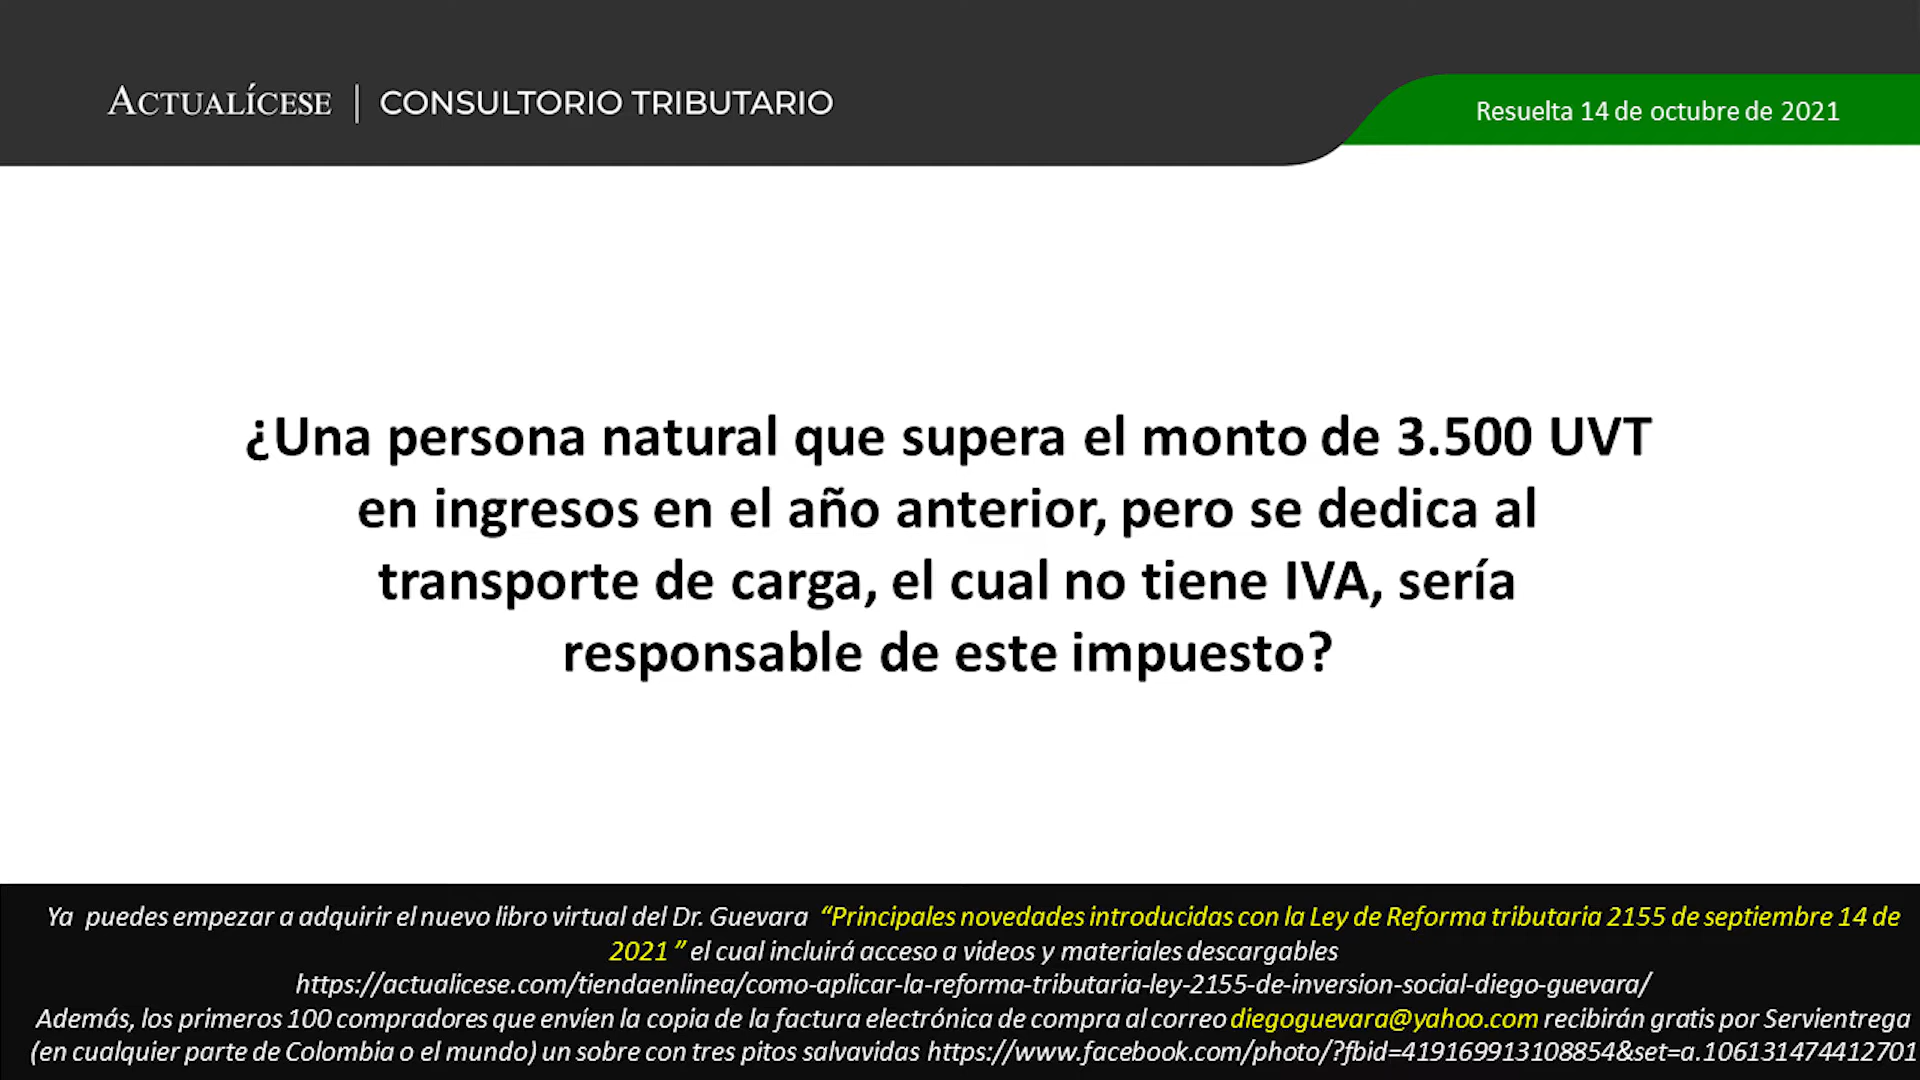 ACTUALÍCESE | CONSULTORIO TRIBUTARIO
Resuelta 14 de octubre de 2021
¿Una persona natural que supera el monto de 3.500 UVT
en ingresos en el año anterior, pero se dedica al
transporte de carga, el cual no tiene IVA, sería
responsable de este impuesto?
Ya puedes empezar a adquirir el nuevo libro virtual del Dr. Guevara “Principales novedades introducidas con la Ley de Reforma tributaria 2155 de septiembre 14 de
2021” el cual incluirá acceso a videos y materiales descargables
https://actualicese.com/tiendaenlinea/como-aplicar-la-reforma-tributaria-ley-2155-de-inversion-social-diego-guevara/
Además, los primeros 100 compradores que envíen la copia de la factura electrónica de compra al correo diegoguevara@yahoo.com recibirán gratis por Servientrega
(en cualquier parte de Colombia o el mundo) un sobre con tres pitos salvavidas https://www.facebook.com/photo/?fbid=419169913108854&set=a.106131474412701